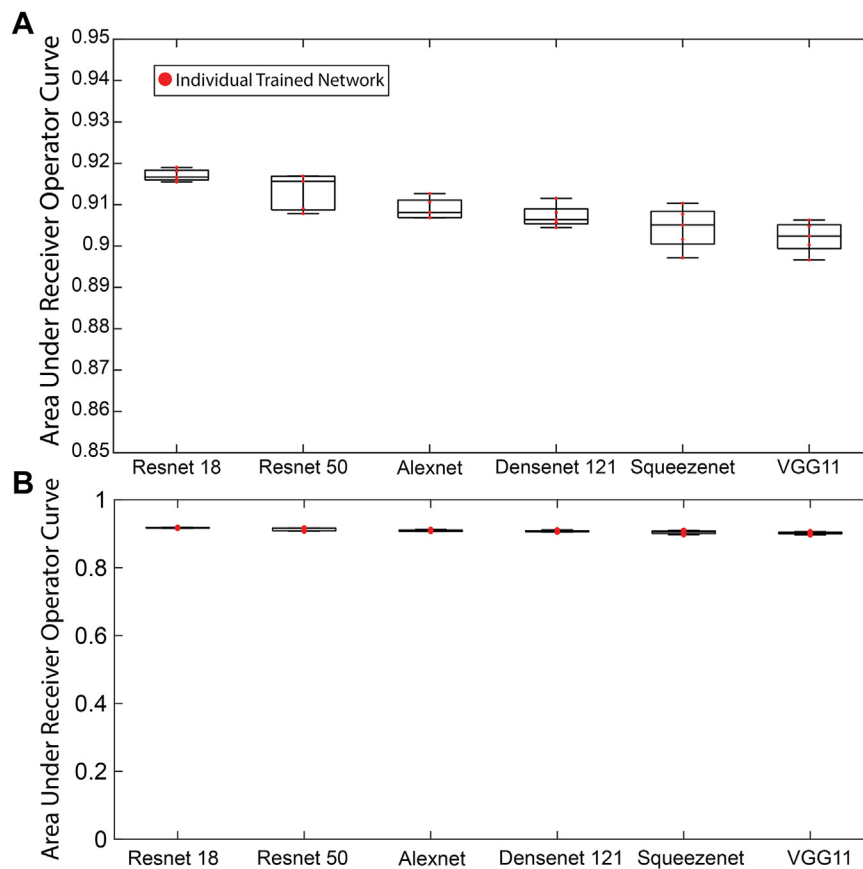 A
Area Under Receiver Operator Curve
0.95
0.94
0.93
0.92
0.91
0.9
0.89
0.88
0.87
0.86
0.85
Individual Trained Network
Resnet 18 Resnet 50 Alexnet Densenet 121 Squeezenet VGG11
B
Area Under Receiver Operator Curve
1
0.8
0.6
0.4
0.2
0
Resnet 18 Resnet 50 Alexnet Densenet 121 Squeezenet VGG11